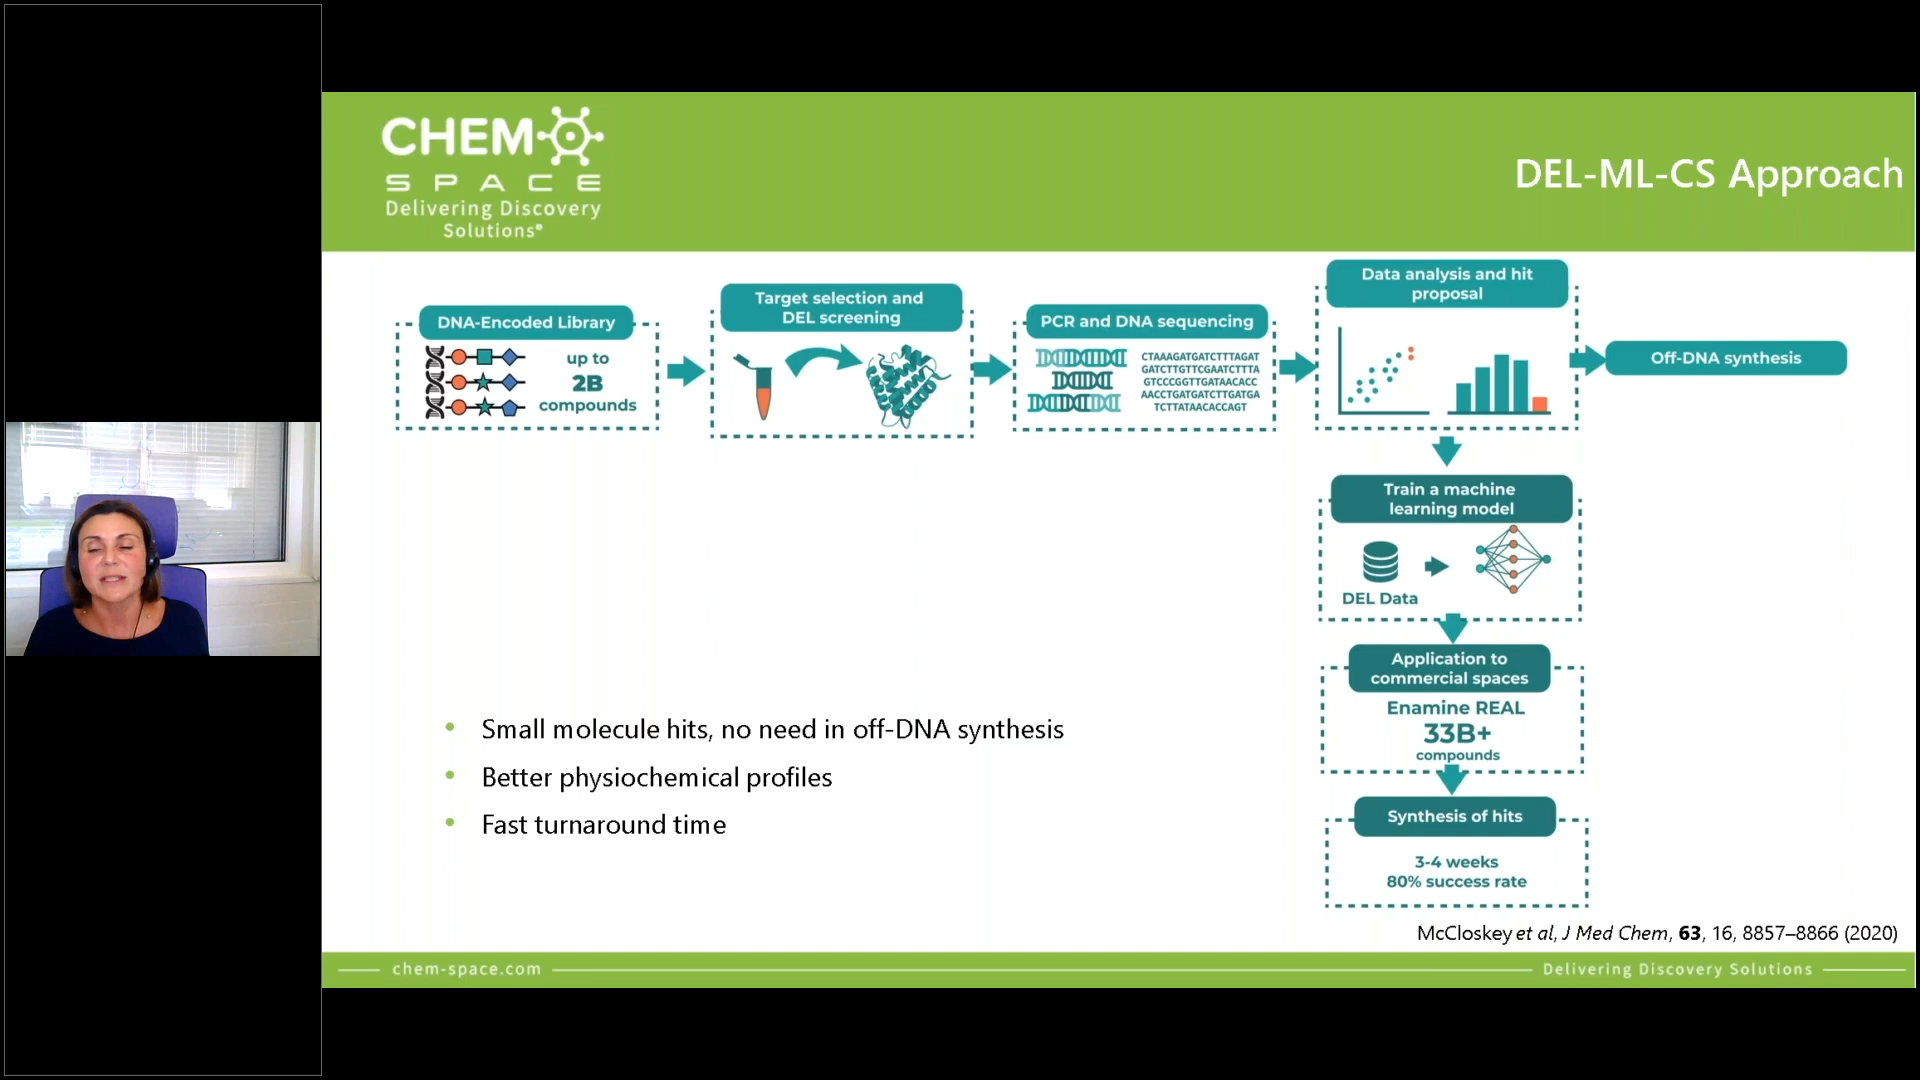 CHEM
SPACE
Delivering Discovery
Solutions®
DEL-ML-CS Approach
DNA-Encoded Library
up to
2B
compounds
Target selection and
DEL screening
PCR and DNA sequencing
CTAAAGATGATCTTTAGAT
GATCTTGTTCGAATCTTTA
GTCCCGGTTGATAACACC
AACCTGATGATCTTGATGA
TCTTATAACACCAGT
Data analysis and hit
proposal
Off-DNA synthesis
Train a machine
learning model
DEL Data
Application to
commercial spaces
Enamine REAL
33B+
compounds
Synthesis of hits
3-4 weeks
80% success rate
• Small molecule hits, no need in off-DNA synthesis
• Better physiochemical profiles
• Fast turnaround time
McCloskey et al, J Med Chem, 63, 16, 8857–8866 (2020)
chem-space.com
Delivering Discovery Solutions